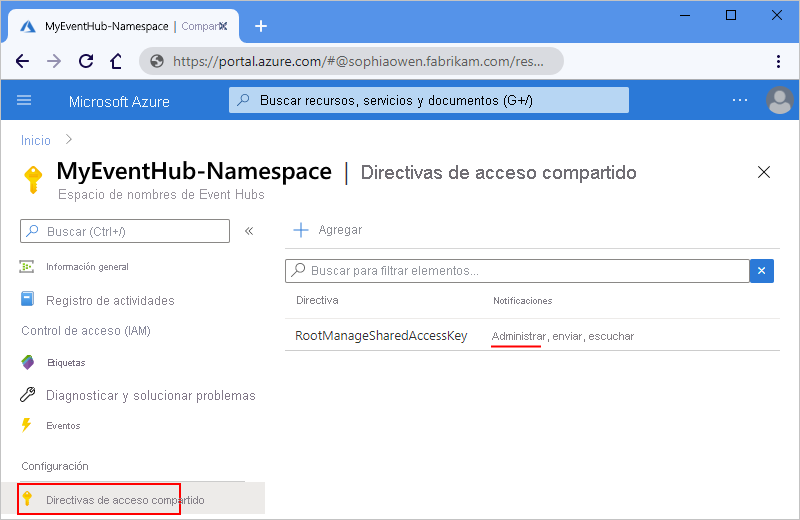 MyEventHub-Namespace | Comparti
https://portal.azure.com/#@sophiaowen.fabrikam.com/res...
Microsoft Azure
Buscar recursos, servicios y documentos (G+/)
Inicio
MyEventHub-Namespace | Directivas de acceso compartido
Espacio de nombres de Event Hubs
Buscar (Ctrl+/)
Agregar
Información general
Buscar para filtrar elementos...
Registro de actividades
Directiva
Notificaciones
Control de acceso (IAM)
RootManageSharedAccessKey
Administrar, enviar, escuchar
Etiquetas
Diagnosticar y solucionar problemas
Eventos
Configuración
Directivas de acceso compartido